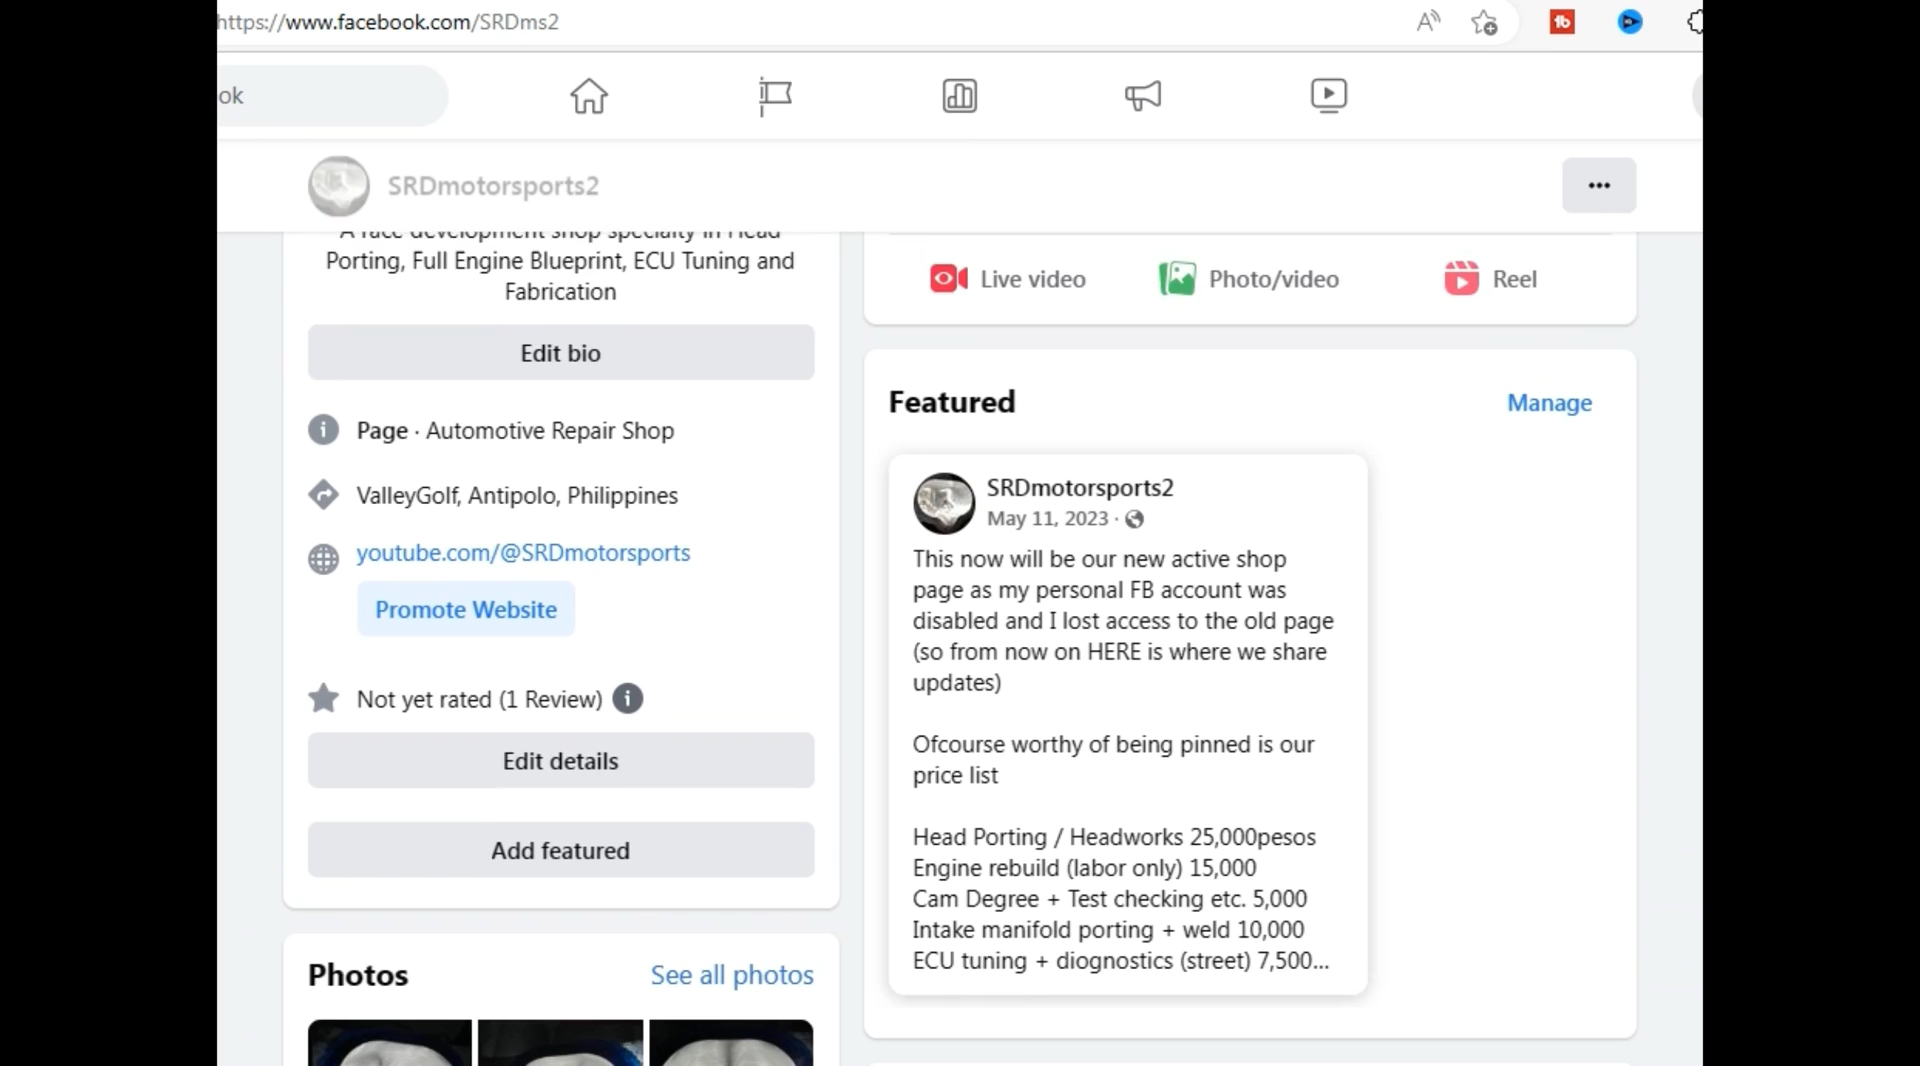 https://www.facebook.com/SRDms2
ok
SRDmotorsports2
A race development shop specialty in Head
Porting, Full Engine Blueprint, ECU Tuning and
Fabrication
Edit bio
Page · Automotive Repair Shop
ValleyGolf, Antipolo, Philippines
youtube.com/@SRDmotorsports
Promote Website
Not yet rated (1 Review)
Edit details
Add featured
Photos
See all photos
Live video
Photo/video
Reel
Featured
Manage
SRDmotorsports2
May 11, 2023 ·
This now will be our new active shop
page as my personal FB account was
disabled and I lost access to the old page
(so from now on HERE is where we share
updates)
Ofcourse worthy of being pinned is our
price list
Head Porting / Headworks 25,000pesos
Engine rebuild (labor only) 15,000
Cam Degree + Test checking etc. 5,000
Intake manifold porting + weld 10,000
ECU tuning + diognostics (street) 7,500...